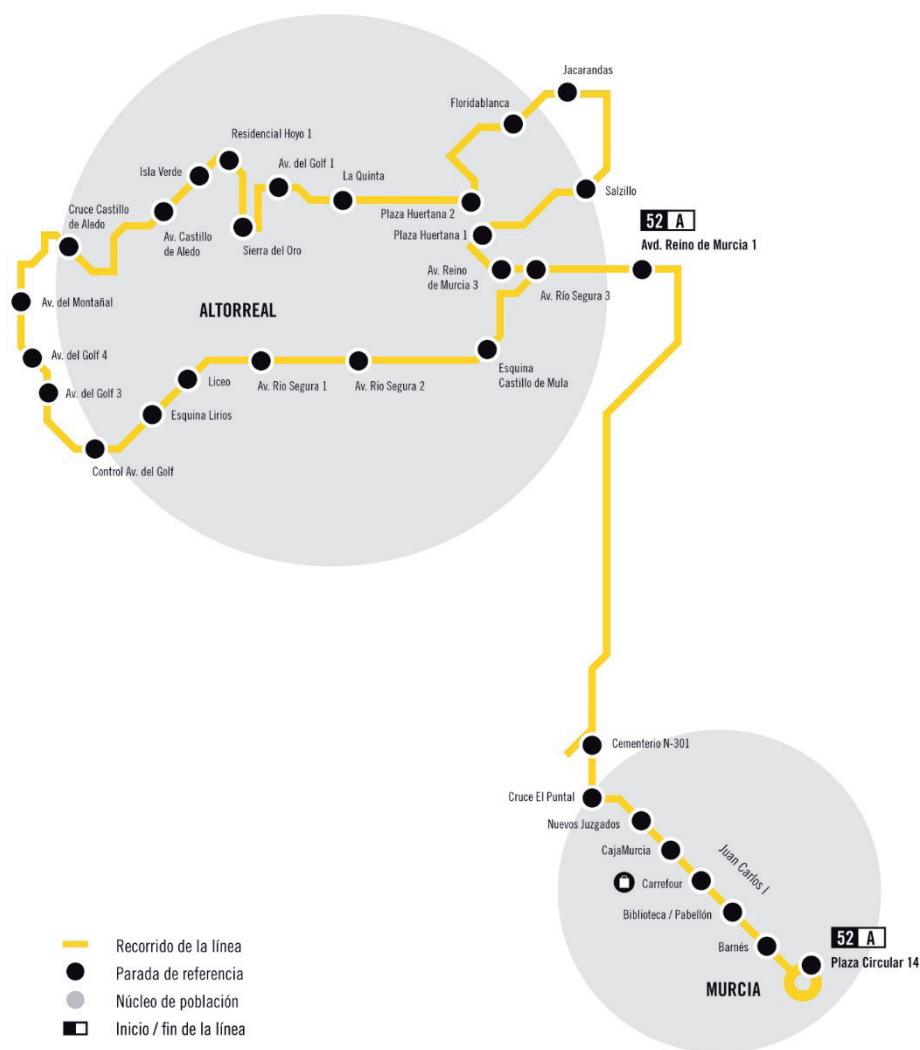 Jacarandas
Floridablanca
Residencial Hoyo 1
Av. del Golf 1
Isla Verde
La Quinta
Salzillo
Cruce Castillo
de Aledo
Plaza Huertana 2
52 A
Av. Castillo
de Aledo
Sierra del Oro
Plaza Huertana 1
Avd. Reino de Murcia 1
Av. Reino
de Murcia 3
Av. Río Segura 3
Av. del Montañal
ALTORREAL
Av. del Golf 4
Esquina
Castillo de Mula
Liceo
Av. Río Segura 1
Av. Río Segura 2
Av. del Golf 3
Esquina Lirios
Control Av. del Golf
Cementerio N-301
Cruce El Puntal
Nuevos Juzgados
CajaMurcia
Juan Carlos I
Carrefour
Biblioteca / Pabellón
Barnés
52 A
Plaza Circular 14
MURCIA
Recorrido de la línea
Parada de referencia
Núcleo de población
Inicio / fin de la línea